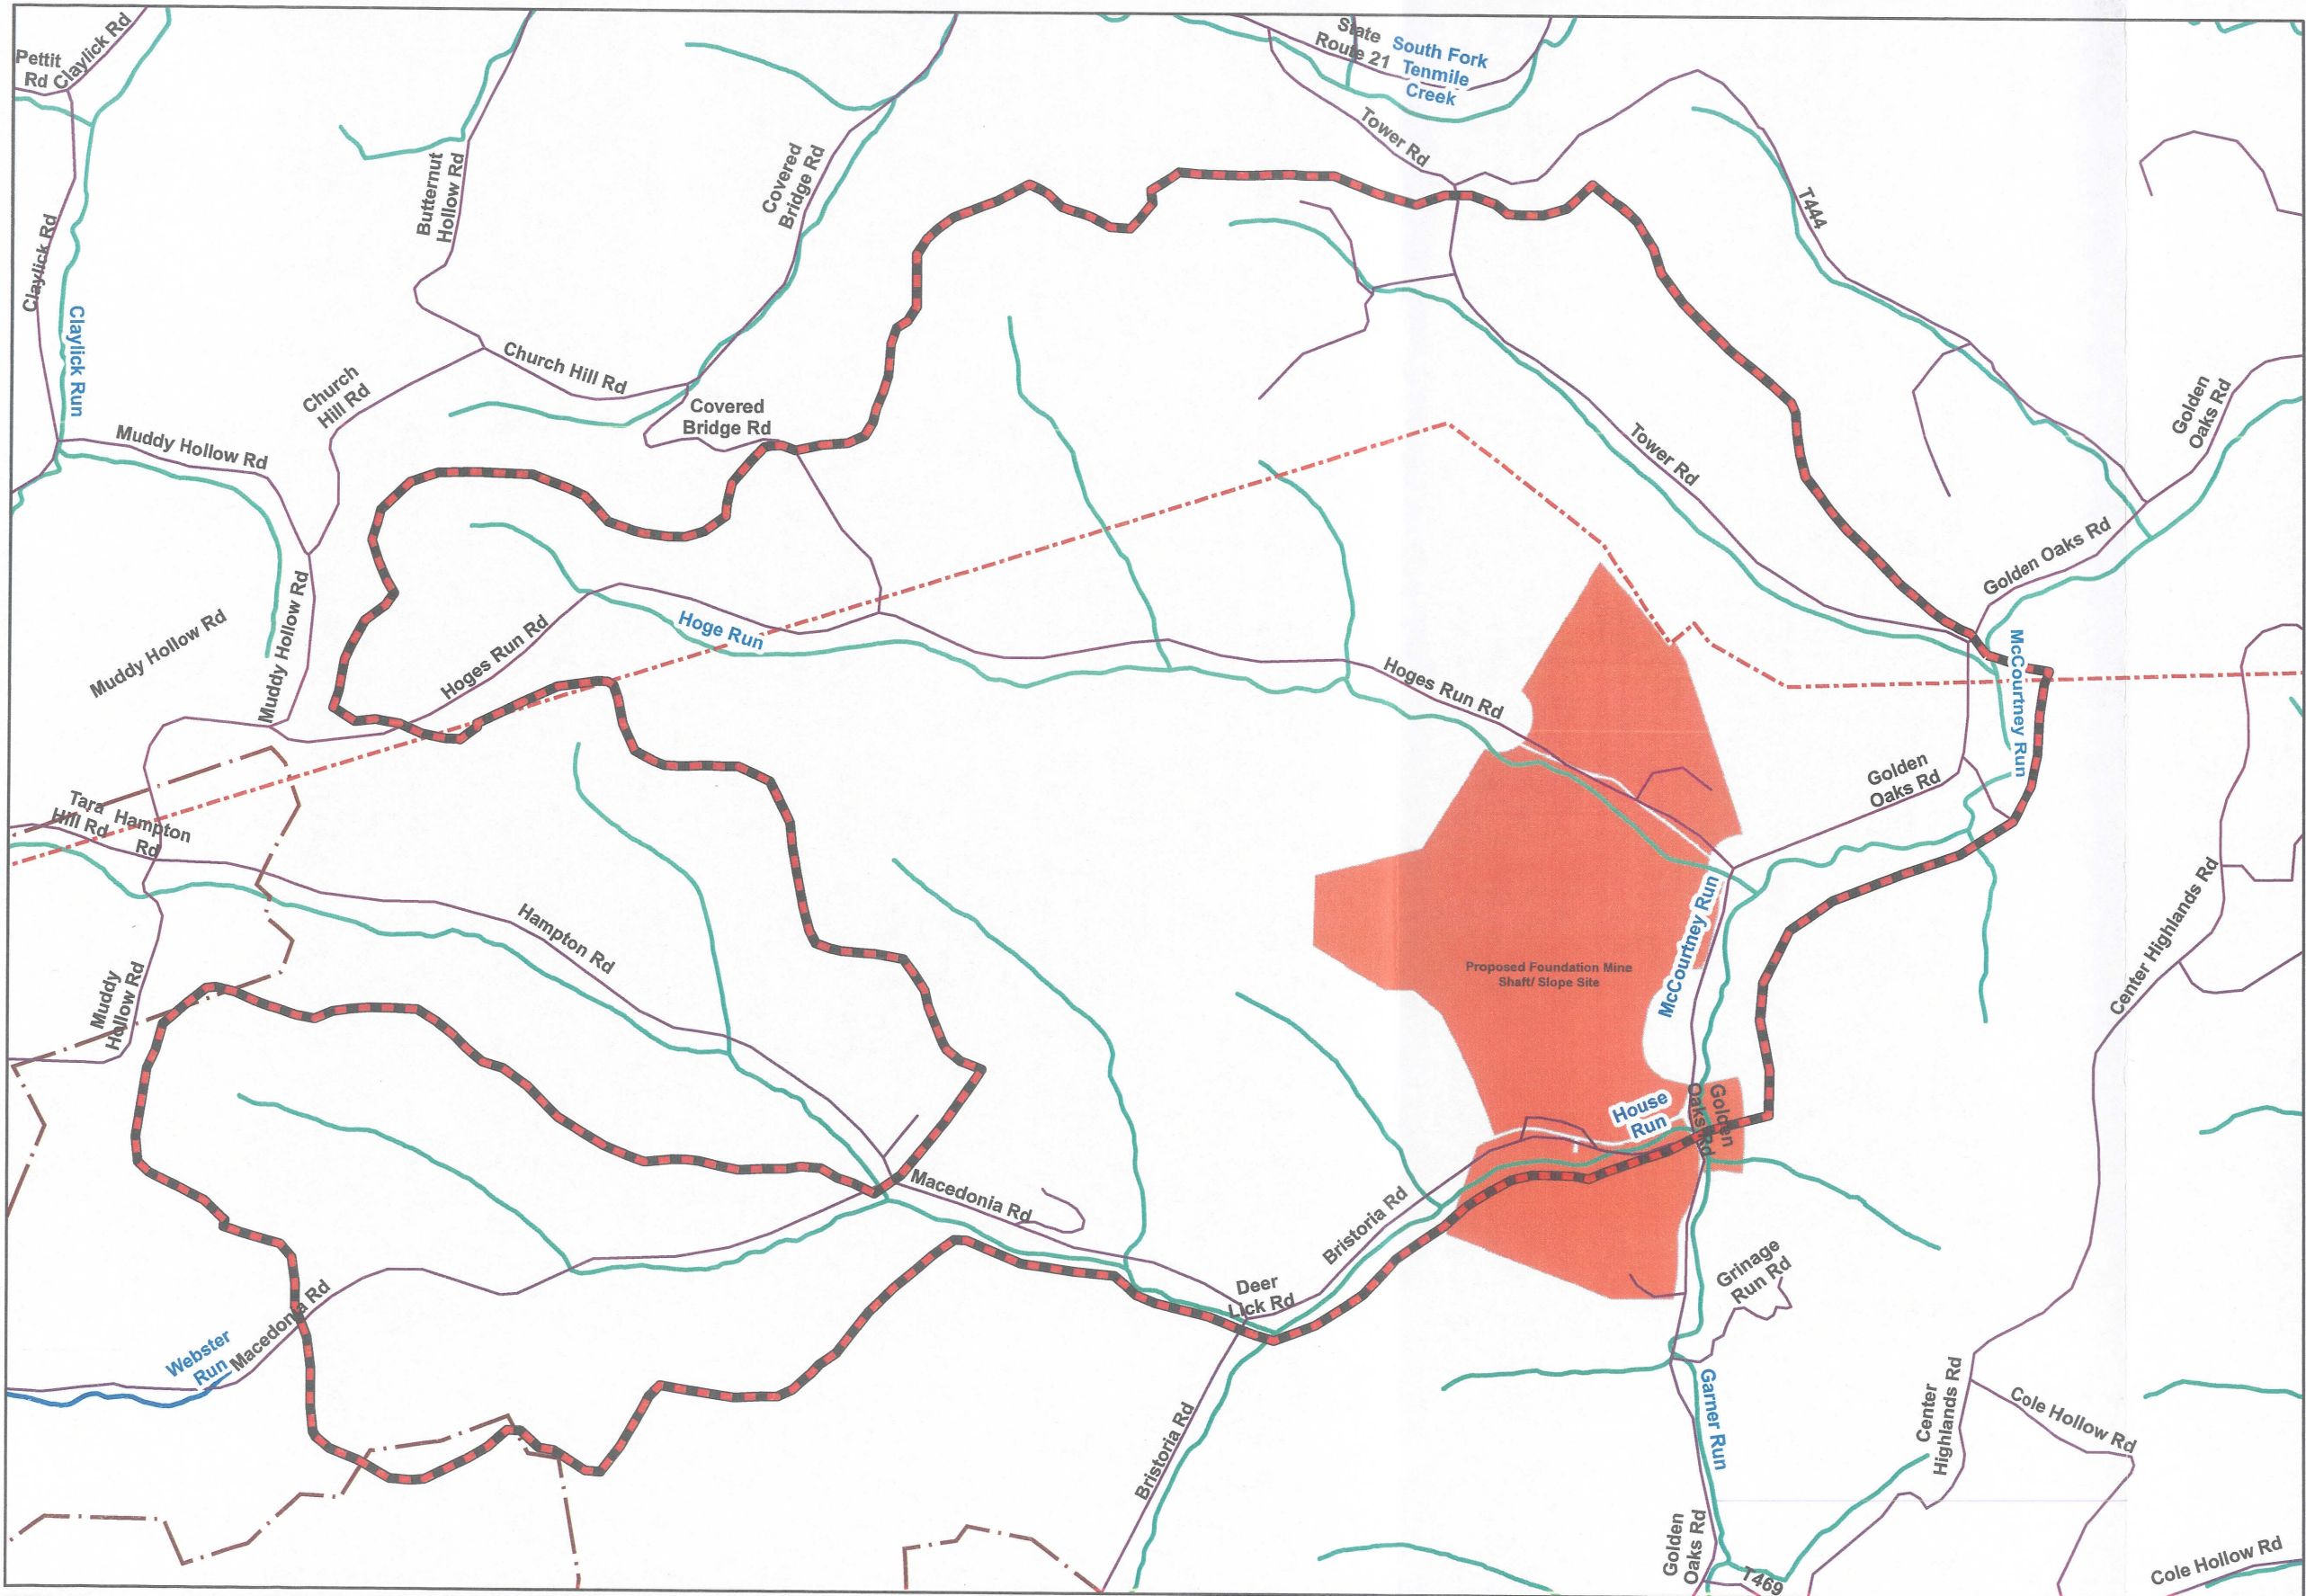 Claylick Rd
Pettit
Rd
State
Route 21
South Fork
Tenmile
Creek
Tower Rd
Butternut
Hollow Rd
Covered
Bridge Rd
T444
Claylick Rd
Claylick Run
Church Hill Rd
Church
Hill Rd
Covered
Bridge Rd
Golden
Oaks Rd
Muddy Hollow Rd
Tower Rd
Golden Oaks Rd
Muddy Hollow Rd
Muddy Hollow Rd
Hoges Run Rd
Hoge Run
Hoges Run Rd
McCourtney Run
Golden
Oaks Rd
Tara
Hill Rd
Hampton
Rd
Hampton Rd
McCourtney Run
Center Highlands Rd
Proposed Foundation Mine
Shaft/ Slope Site
Muddy
Hollow Rd
House
Run
Golden
Oaks Rd
Macedonia Rd
Bristoria Rd
Grinage
Run Rd
Deer
Lick Rd
Macedonia Rd
Webster
Run
Garner Run
Center
Highlands Rd
Cole Hollow Rd
Bristoria Rd
Golden
Oaks Rd
T469
Cole Hollow Rd